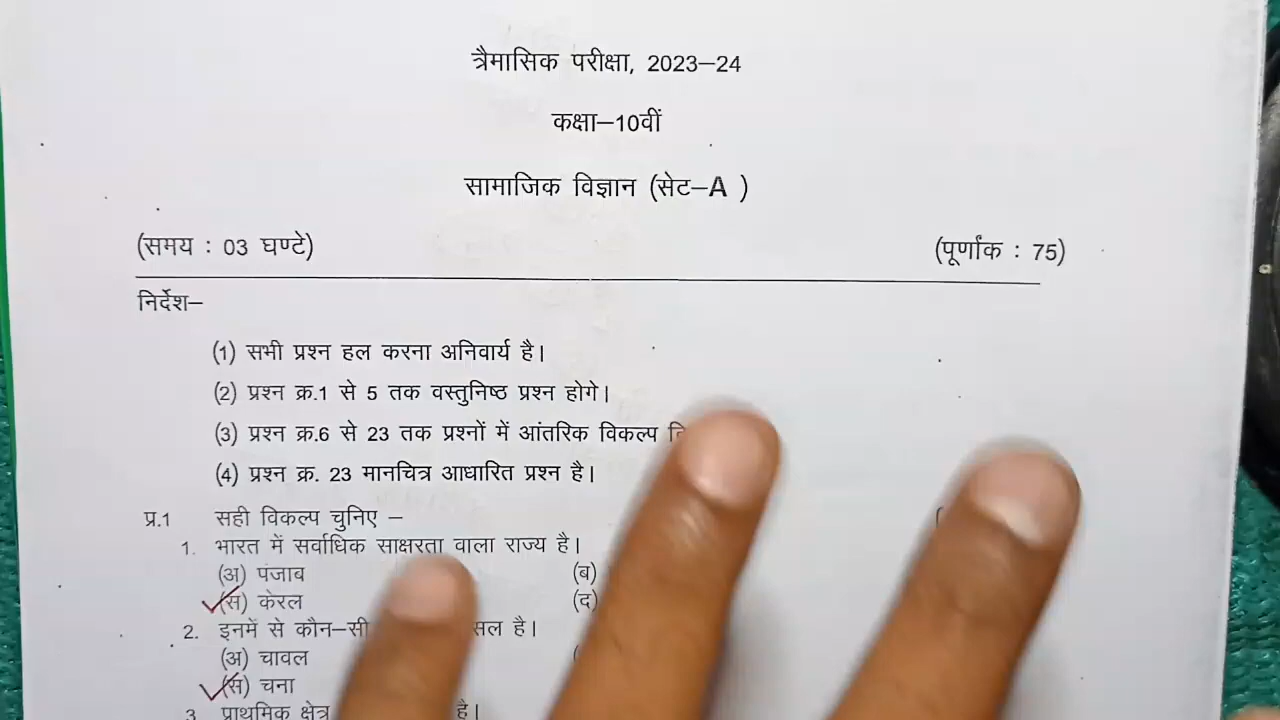 त्रैमासिक परीक्षा, 2023–24
कक्षा–10वीं
सामाजिक विज्ञान (सेट–A )
(समय : 03 घण्टे) (पूर्णांक : 75)
निर्देश–
(1) सभी प्रश्न हल करना अनिवार्य है।
(2) प्रश्न क्र.1 से 5 तक वस्तुनिष्ठ प्रश्न होगे।
(3) प्रश्न क्र.6 से 23 तक प्रश्नों में आंतरिक विकल्प
(4) प्रश्न क्र. 23 मानचित्र आधारित प्रश्न है।
प्र.1 सही विकल्प चुनिए –
1. भारत में सर्वाधिक साक्षरता वाला राज्य है।
(अ) पंजाब (ब)
(स) केरल (द)
2. इनमें से कौन–सी है।
(अ) चावल
(स) चना
3. प्राथमिक क्षेत्र है।